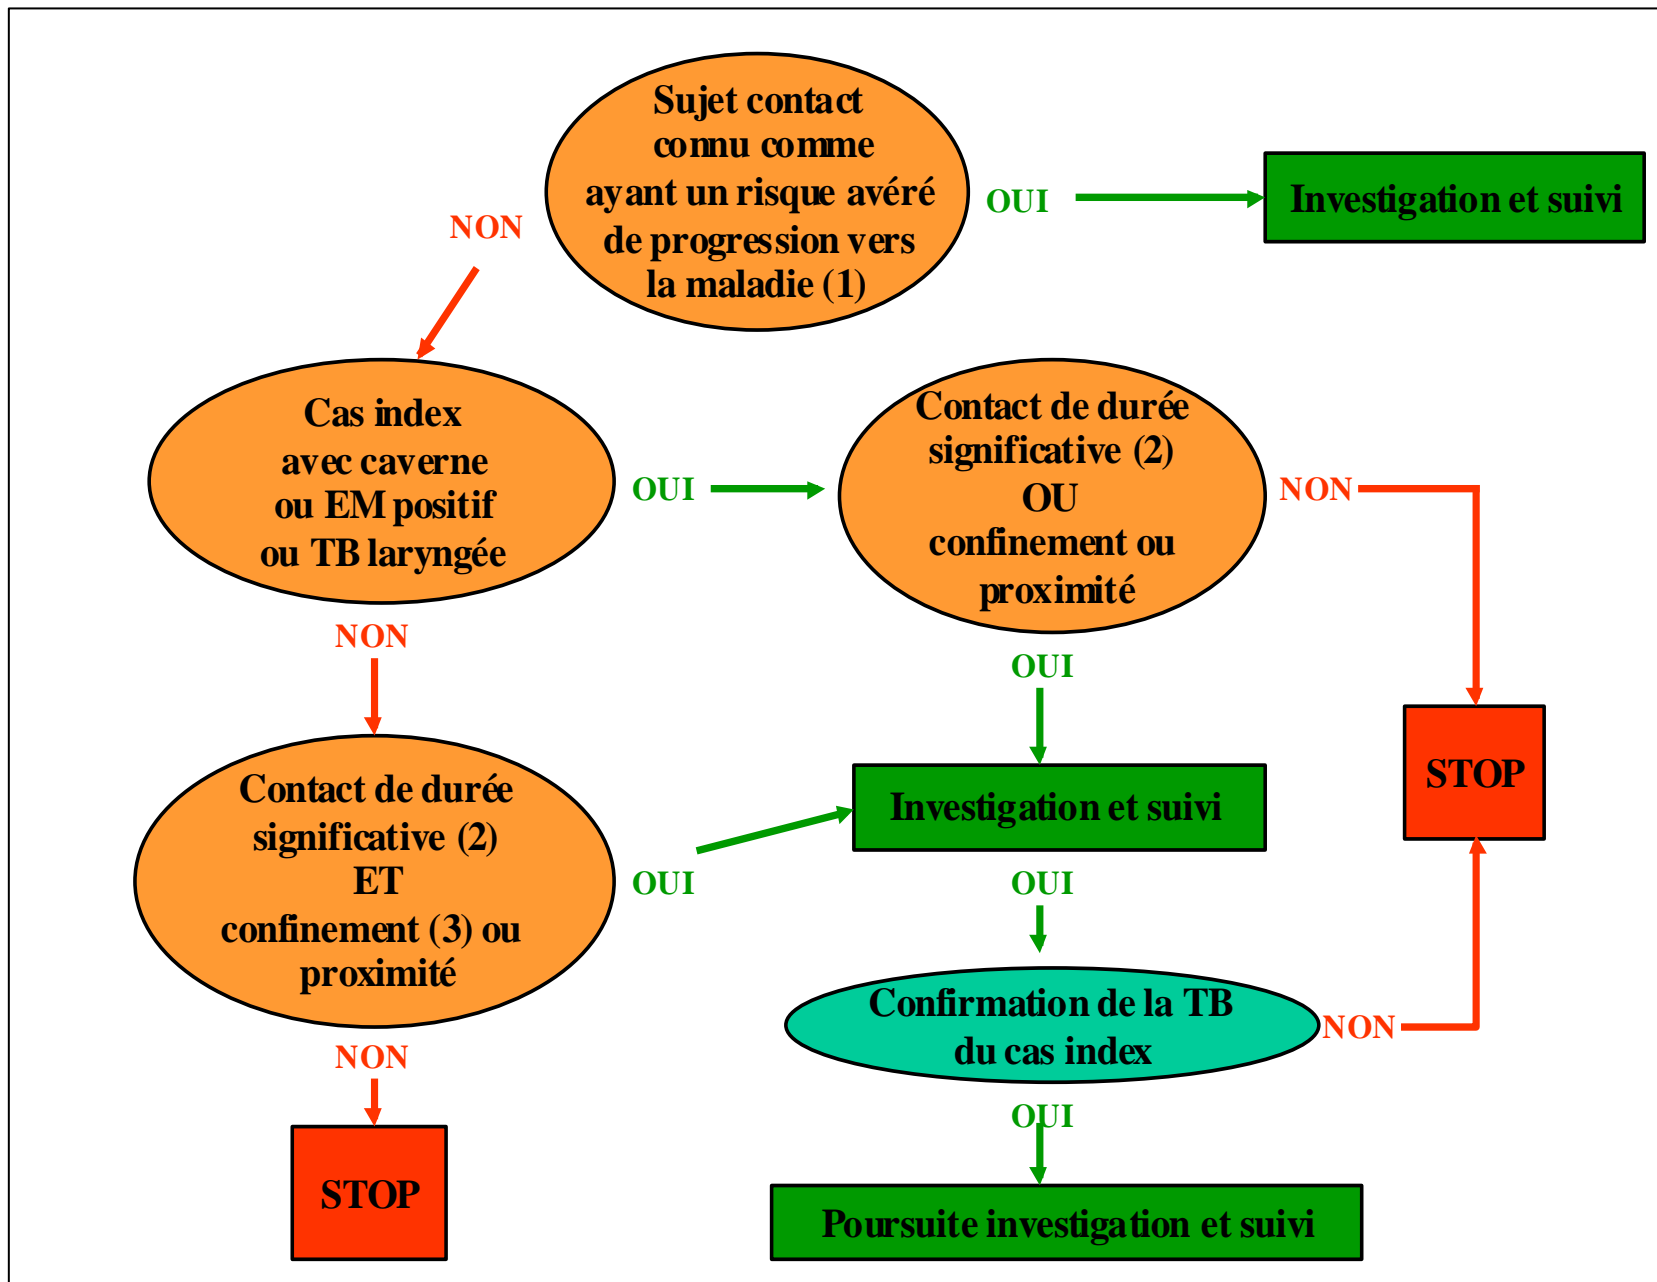 Sujet contact
connu comme
ayant un risque avéré
de progression vers
la maladie (1)
OUI
Investigation et suivi
NON
Cas index
avec caverne
ou EM positif
ou TB laryngée
OUI
Contact de durée
significative (2)
OU
confinement ou
proximité
NON
NON
OUI
STOP
Contact de durée
significative (2)
ET
confinement (3) ou
proximité
OUI
Investigation et suivi
OUI
Confirmation de la TB
du cas index
NON
NON
OUI
STOP
Poursuite investigation et suivi